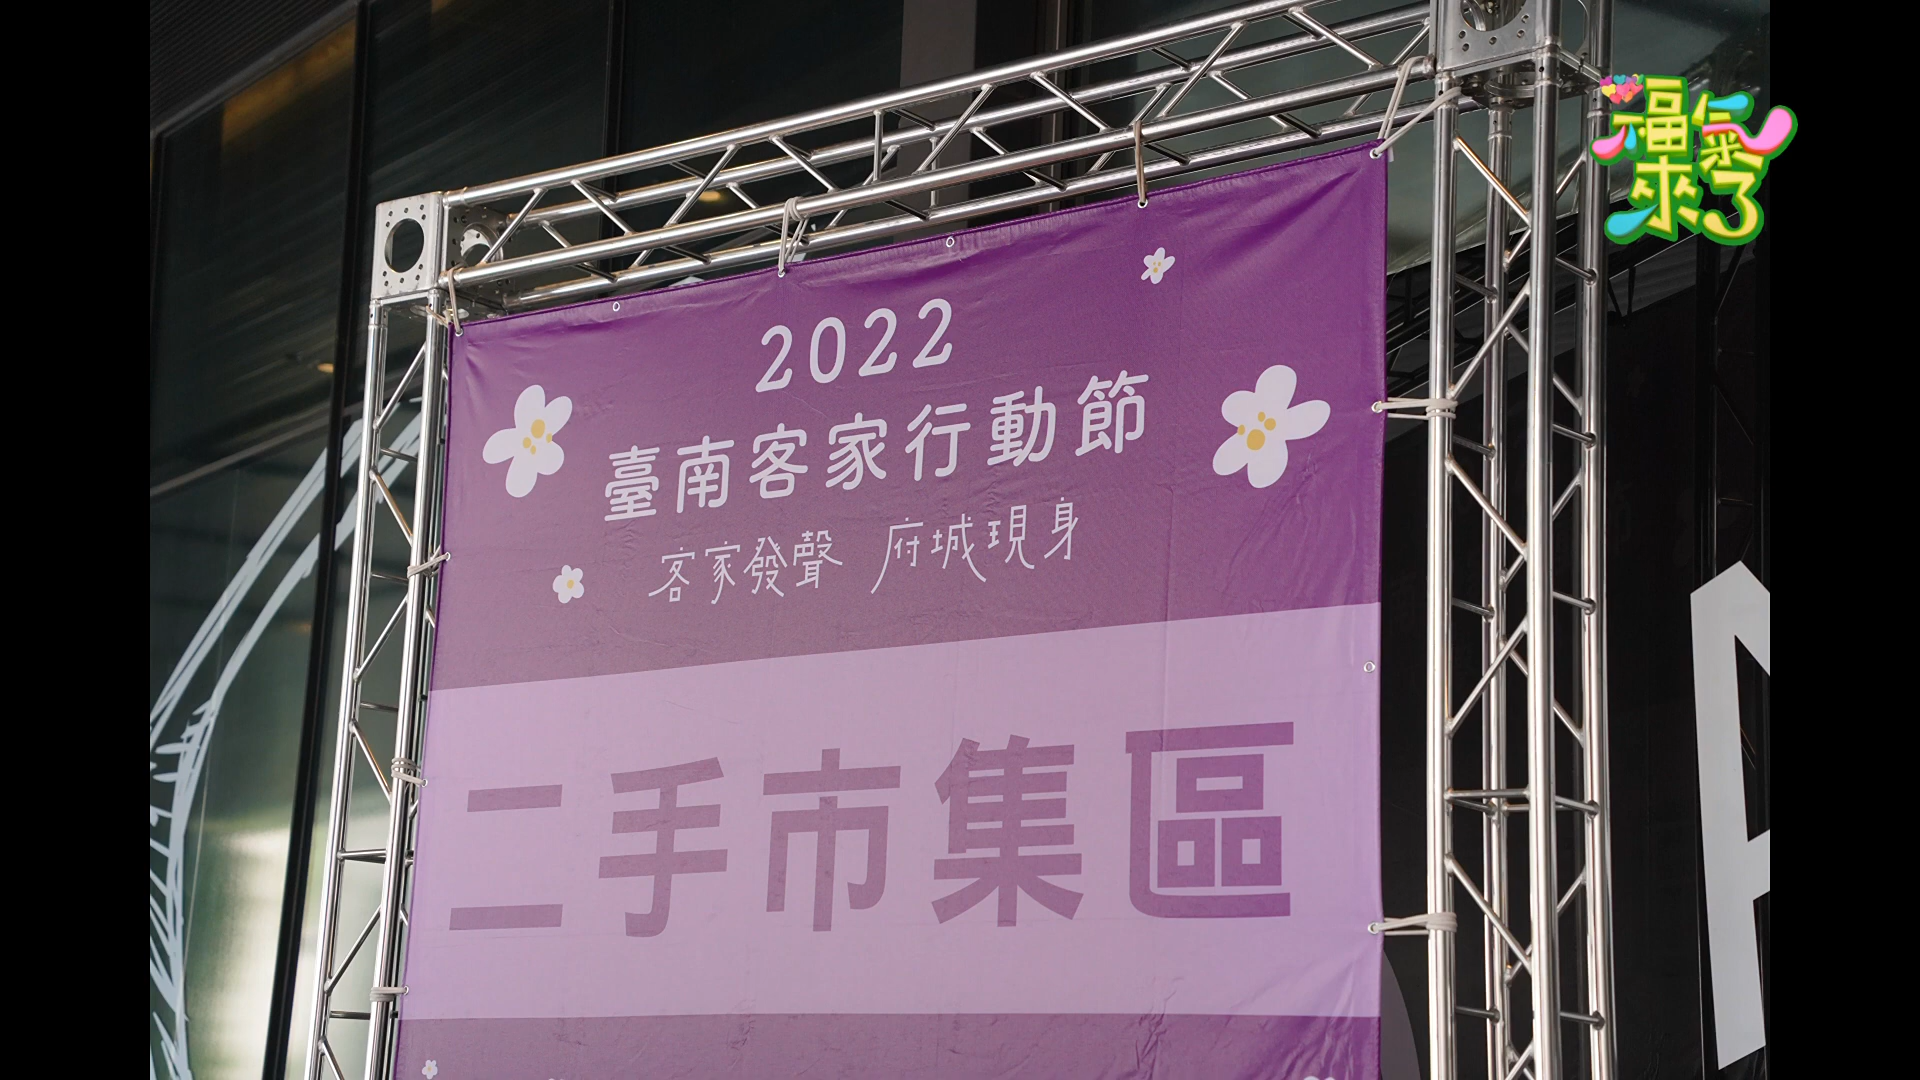 福氣
來了
2022
臺南客家行動節
客家發聲 府城現身
二手市集區